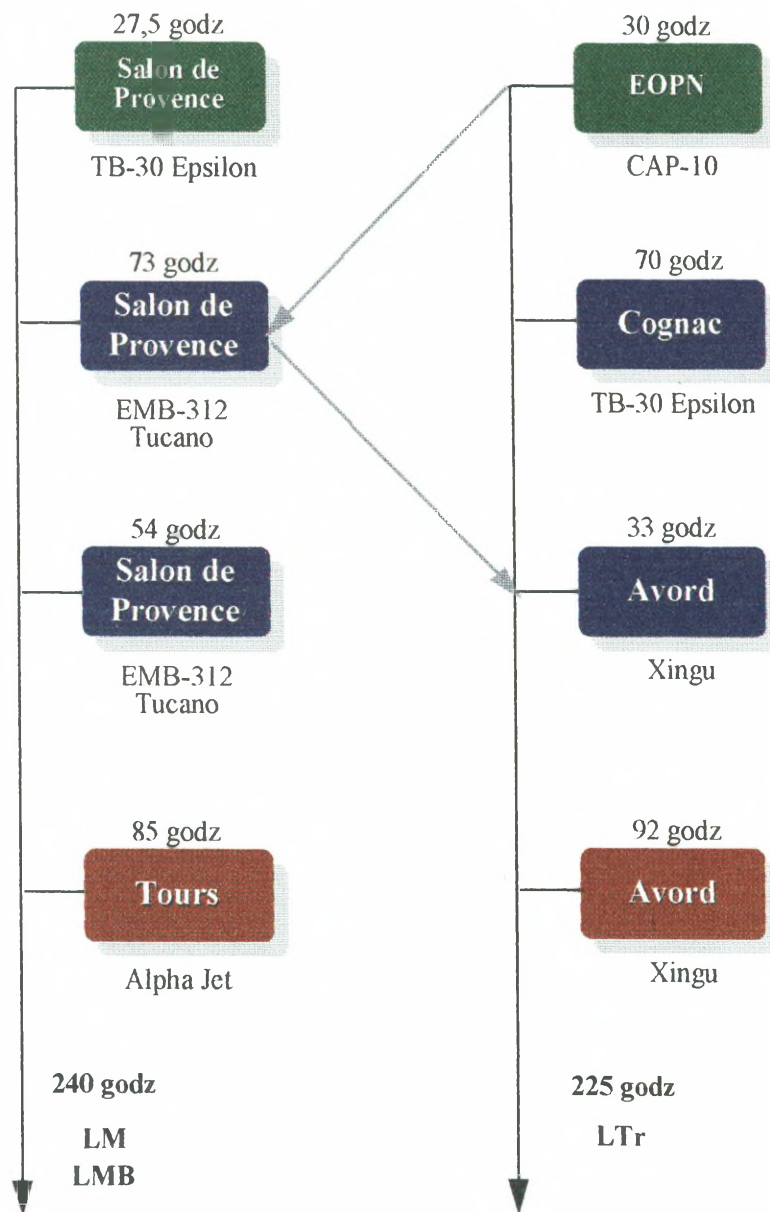 27,5 godz
Salon de
Provence
TB-30 Epsilon
73 godz
Salon de
Provence
EMB-312
Tucano
54 godz
Salon de
Provence
EMB-312
Tucano
85 godz
Tours
Alpha Jet
240 godz
LM
LMB
30 godz
EOPN
CAP-10
70 godz
Cognac
TB-30 Epsilon
33 godz
Avord
Xingu
92 godz
Avord
Xingu
225 godz
LTr